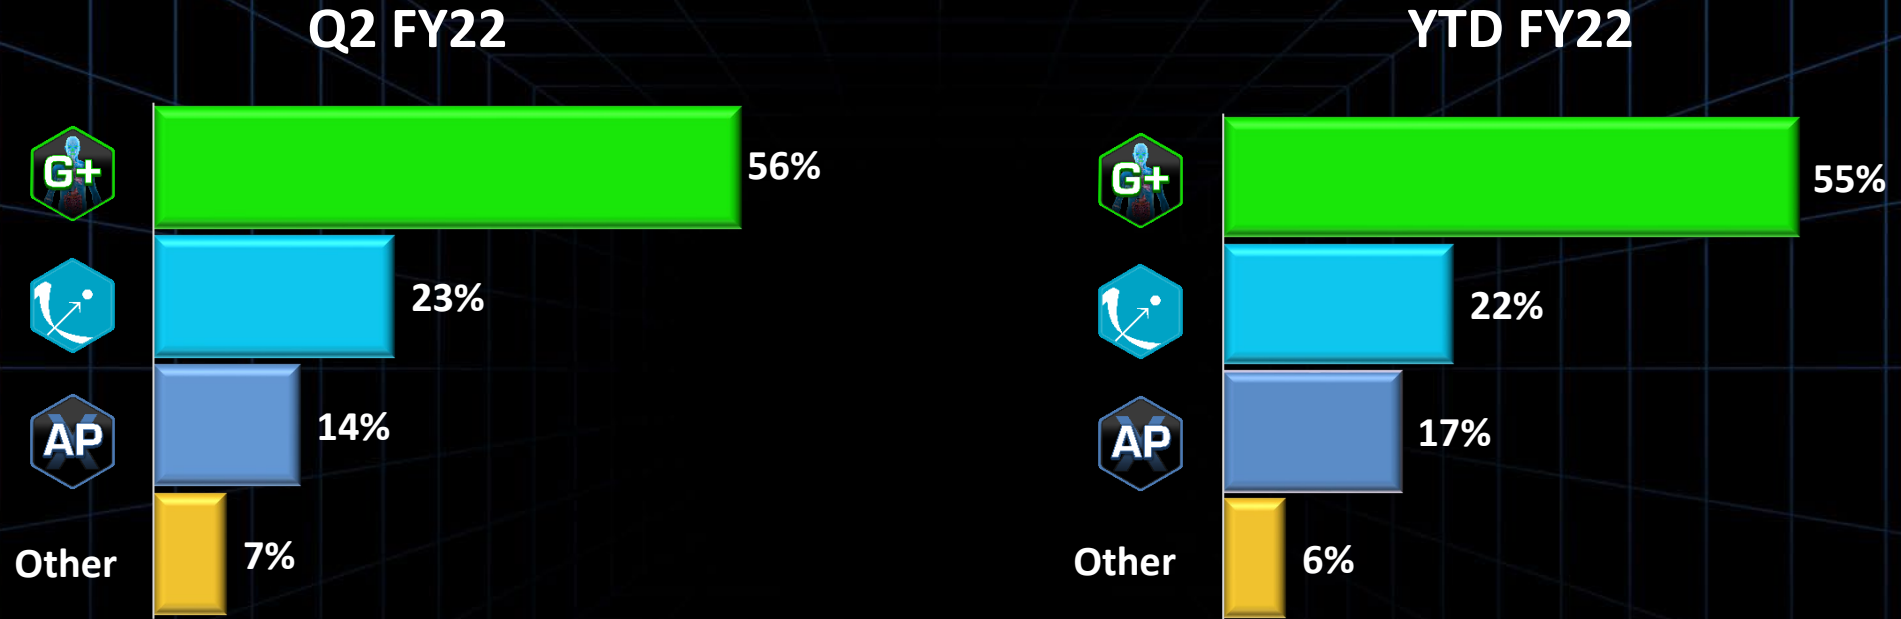 Q2 FY22
G+
56%
23%
AP
14%
Other
7%
YTD FY22
G+
55%
22%
AP
17%
Other
6%